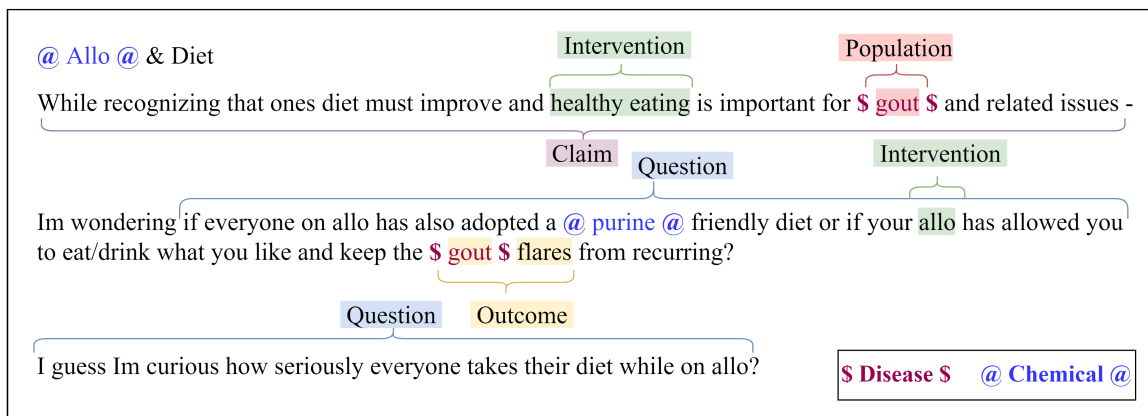 @ Allo @ & Diet
Intervention
Population
While recognizing that ones diet must improve and healthy eating is important for $ gout $ and related issues -
Claim
Question
Intervention
Im wondering if everyone on allo has also adopted a @ purine @ friendly diet or if your allo has allowed you
to eat/drink what you like and keep the $ gout $ flares from recurring?
Question
Outcome
I guess Im curious how seriously everyone takes their diet while on allo?
$ Disease $ @ Chemical @